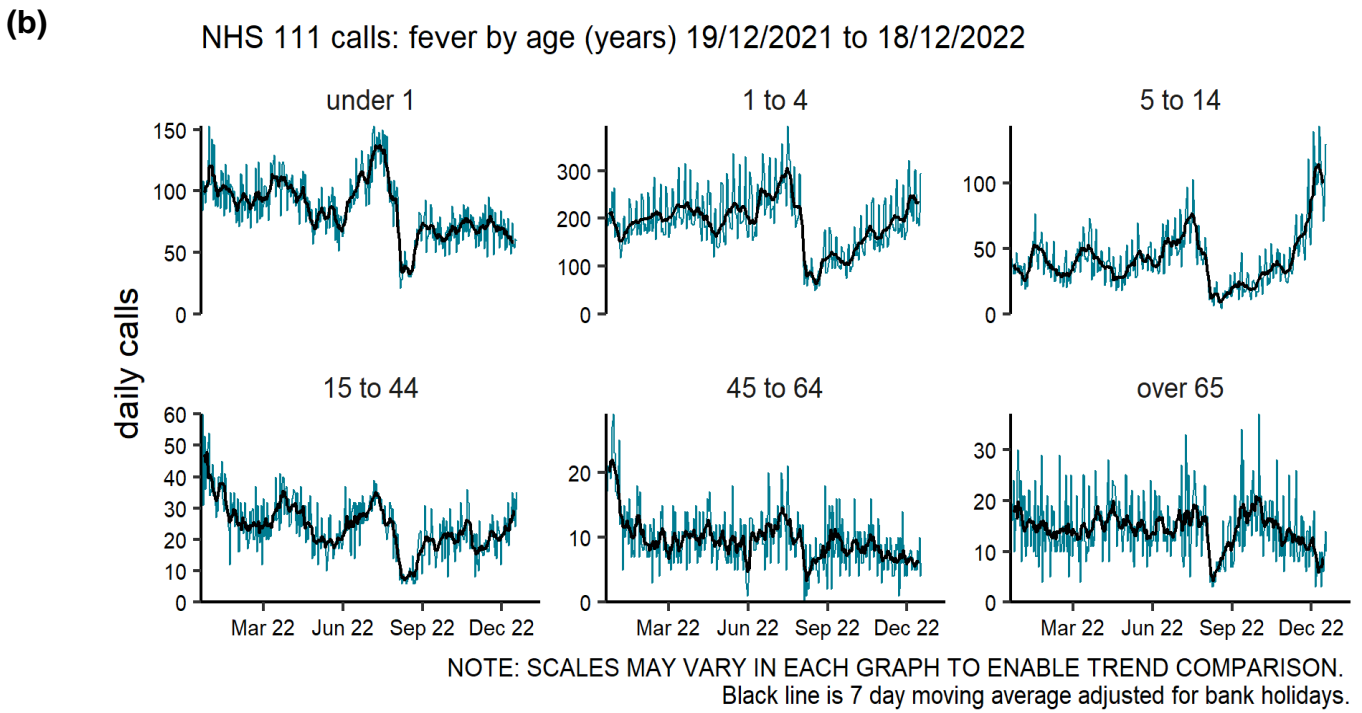 (b)
NHS 111 calls: fever by age (years) 19/12/2021 to 18/12/2022
under 1
1 to 4
5 to 14
150
100
50
0
300
200
100
0
100
50
0
daily calls
15 to 44
45 to 64
over 65
60
50
40
30
20
10
0
20
10
0
30
20
10
0
Mar 22 Jun 22 Sep 22 Dec 22
Mar 22 Jun 22 Sep 22 Dec 22
Mar 22 Jun 22 Sep 22 Dec 22
NOTE: SCALES MAY VARY IN EACH GRAPH TO ENABLE TREND COMPARISON.
Black line is 7 day moving average adjusted for bank holidays.